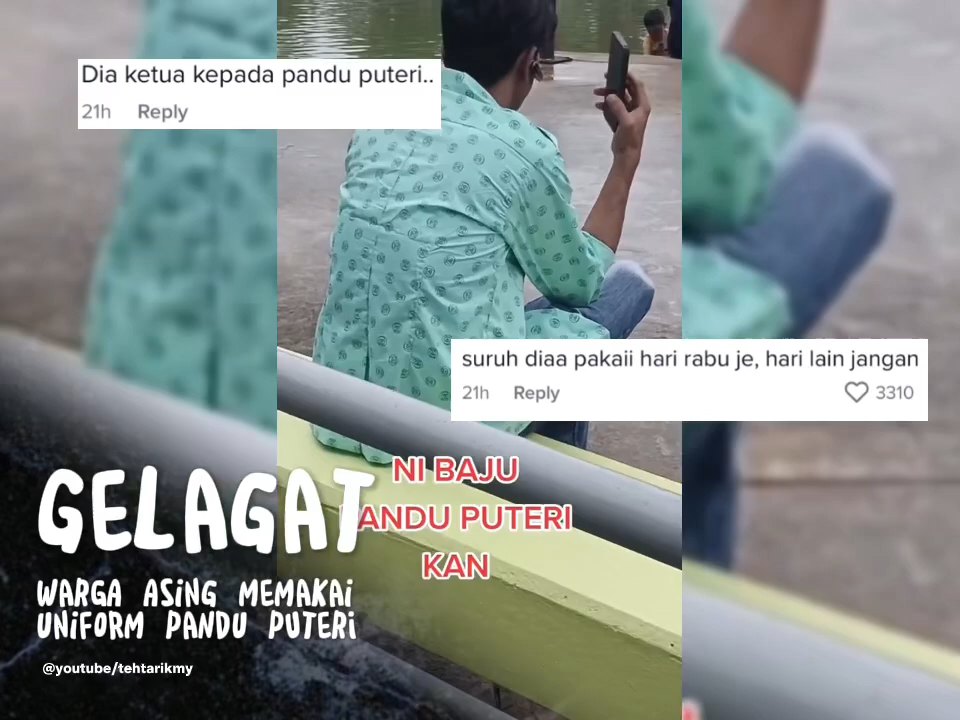 Dia ketua kepada pandu puteri..
21h Reply
suruh diaa pakaii hari rabu je, hari lain jangan
21h Reply 3310
NI BAJU
PANDU PUTERI
KAN
GELAGAT
WARGA ASING MEMAKAI
UNIFORM PANDU PUTERI
@youtube/tehtarikmy